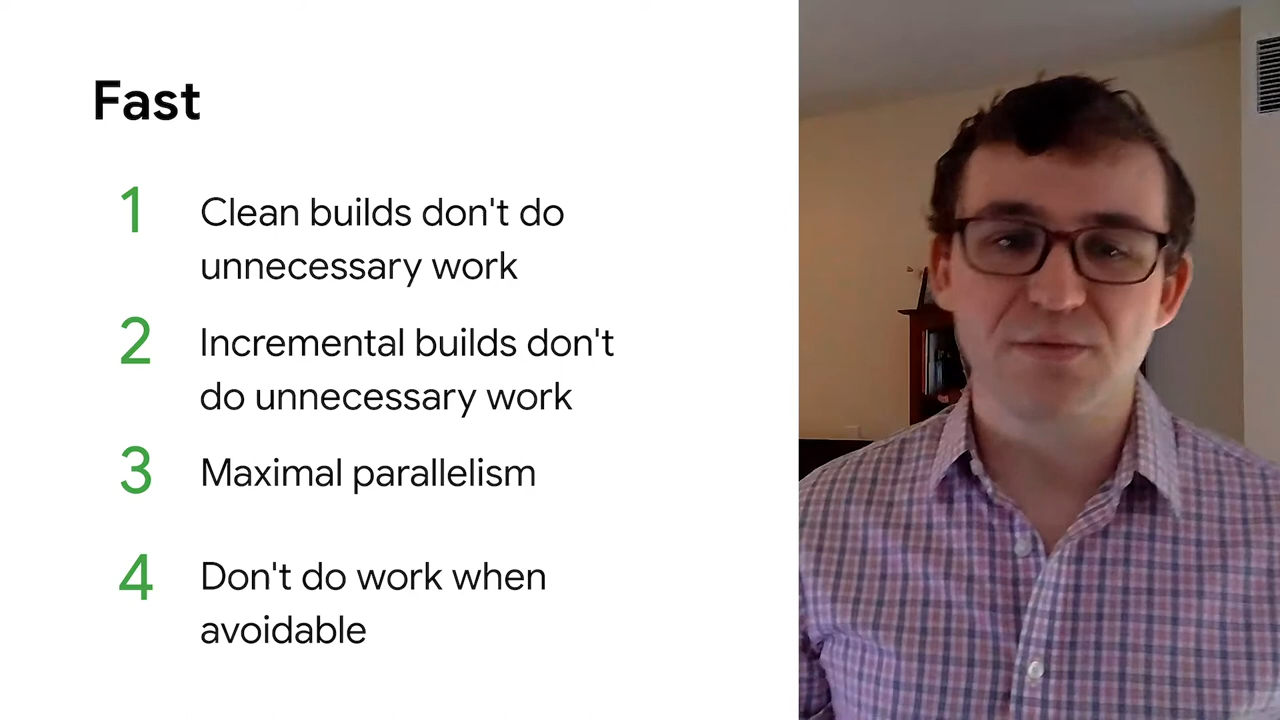 Fast
1 Clean builds don't do
unnecessary work
2 Incremental builds don't
do unnecessary work
3 Maximal parallelism
4 Don't do work when
avoidable